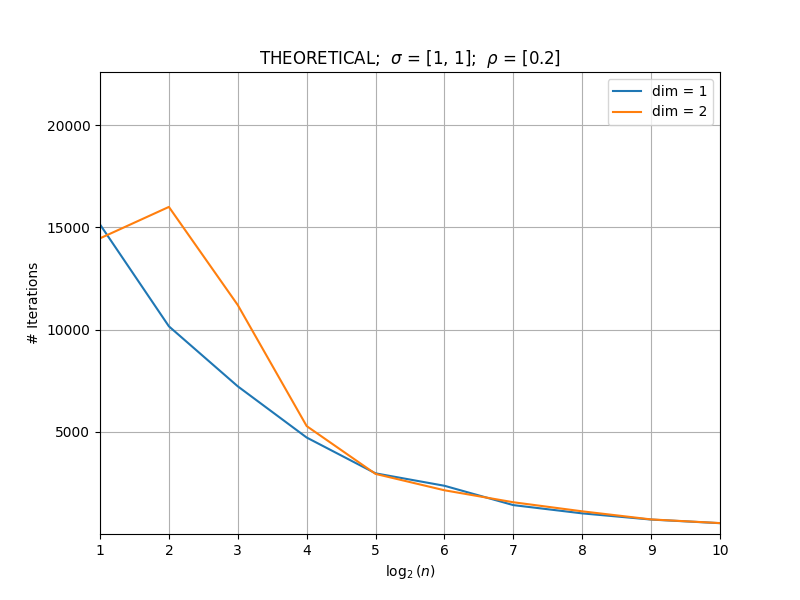 THEORETICAL;  σ = [1, 1];  ρ = [0.2]
dim = 1
dim = 2
20000
15000
10000
5000
# Iterations
1 2 3 4 5 6 7 8 9 10
log₂(n)